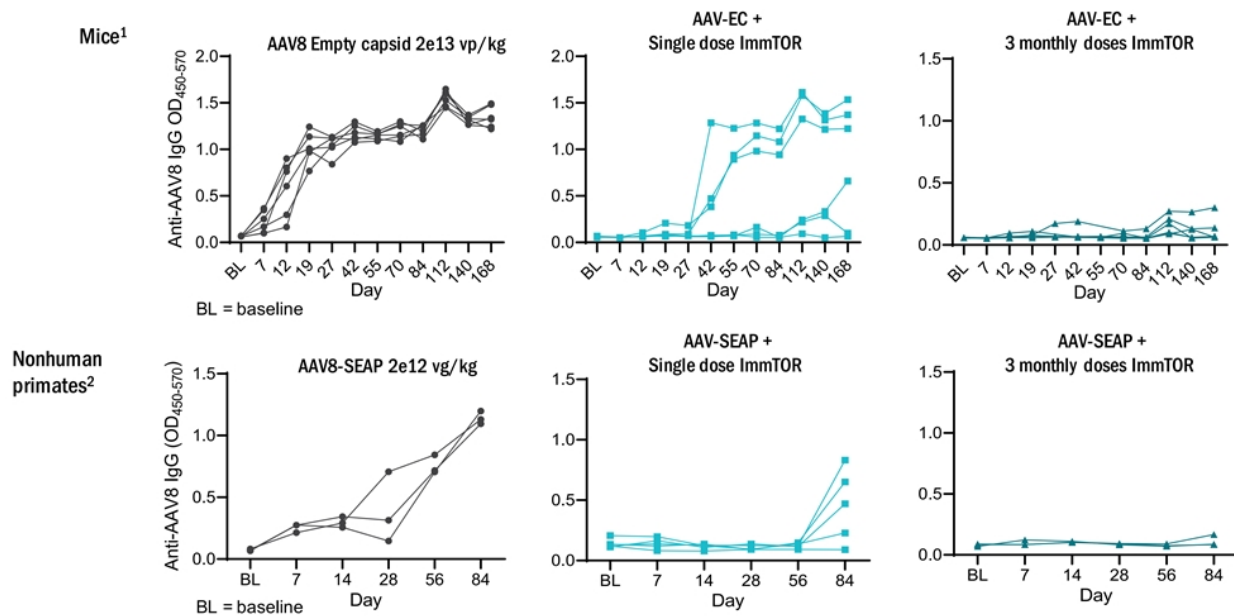 Mice¹
AAV8 Empty capsid 2e13 vp/kg
Anti-AAV8 IgG OD₄₅₀₋₅₇₀
2.0
1.5
1.0
0.5
0.0
BL 7 12 19 27 42 55 70 84 112 140 168
Day
BL = baseline
AAV-EC +
Single dose ImmTOR
2.0
1.5
1.0
0.5
0.0
BL 7 12 19 27 42 55 70 84 112 140 168
Day
AAV-EC +
3 monthly doses ImmTOR
1.5
1.0
0.5
0.0
BL 7 12 19 27 42 55 70 84 112 140 168
Day
Nonhuman
primates²
AAV8-SEAP 2e12 vg/kg
Anti-AAV8 IgG (OD₄₅₀₋₅₇₀)
1.5
1.0
0.5
0.0
BL 7 14 28 56 84
Day
BL = baseline
AAV-SEAP +
Single dose ImmTOR
1.5
1.0
0.5
0.0
BL 7 14 28 56 84
Day
AAV-SEAP +
3 monthly doses ImmTOR
1.5
1.0
0.5
0.0
BL 7 14 28 56 84
Day